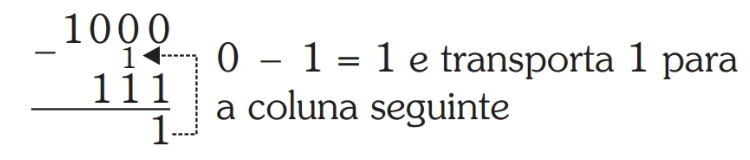 1000
− 1
111
1
0 − 1 = 1 e transporta 1 para
a coluna seguinte